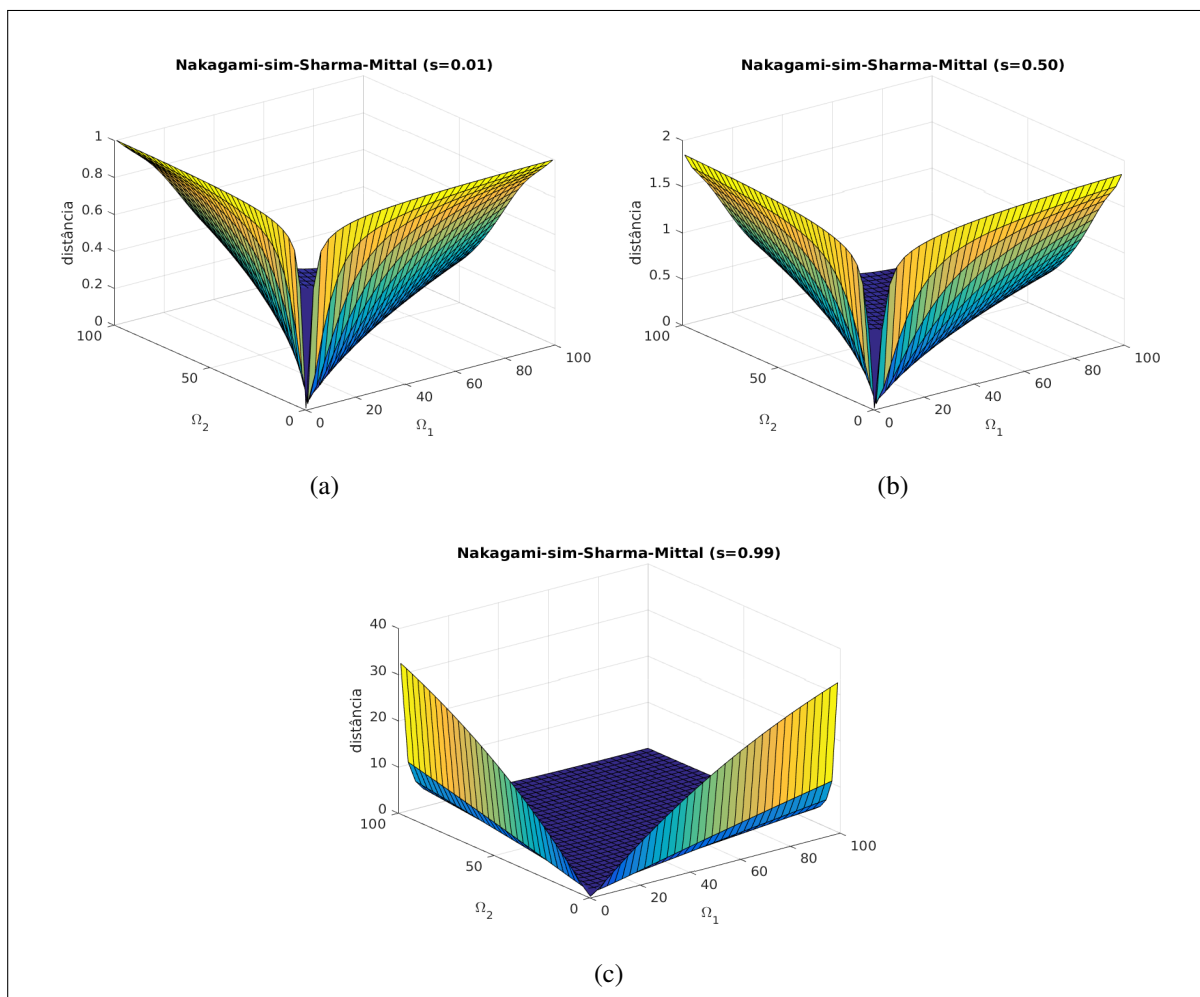 Nakagami-sim-Sharma-Mittal (s=0.01)
1
0.8
0.6
0.4
0.2
0
distância
100
50
0
Ω2
0
20
40
60
80
100
Ω1
(a)
Nakagami-sim-Sharma-Mittal (s=0.50)
2
1.5
1
0.5
0
distância
100
50
0
Ω2
0
20
40
60
80
100
Ω1
(b)
Nakagami-sim-Sharma-Mittal (s=0.99)
40
30
20
10
0
distância
100
50
0
Ω2
0
20
40
60
80
100
Ω1
(c)